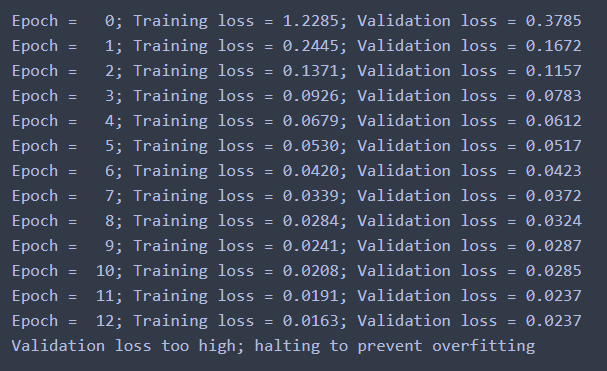 Epoch =   0; Training loss = 1.2285; Validation loss = 0.3785
Epoch =   1; Training loss = 0.2445; Validation loss = 0.1672
Epoch =   2; Training loss = 0.1371; Validation loss = 0.1157
Epoch =   3; Training loss = 0.0926; Validation loss = 0.0783
Epoch =   4; Training loss = 0.0679; Validation loss = 0.0612
Epoch =   5; Training loss = 0.0530; Validation loss = 0.0517
Epoch =   6; Training loss = 0.0420; Validation loss = 0.0423
Epoch =   7; Training loss = 0.0339; Validation loss = 0.0372
Epoch =   8; Training loss = 0.0284; Validation loss = 0.0324
Epoch =   9; Training loss = 0.0241; Validation loss = 0.0287
Epoch =  10; Training loss = 0.0208; Validation loss = 0.0285
Epoch =  11; Training loss = 0.0191; Validation loss = 0.0237
Epoch =  12; Training loss = 0.0163; Validation loss = 0.0237
Validation loss too high; halting to prevent overfitting